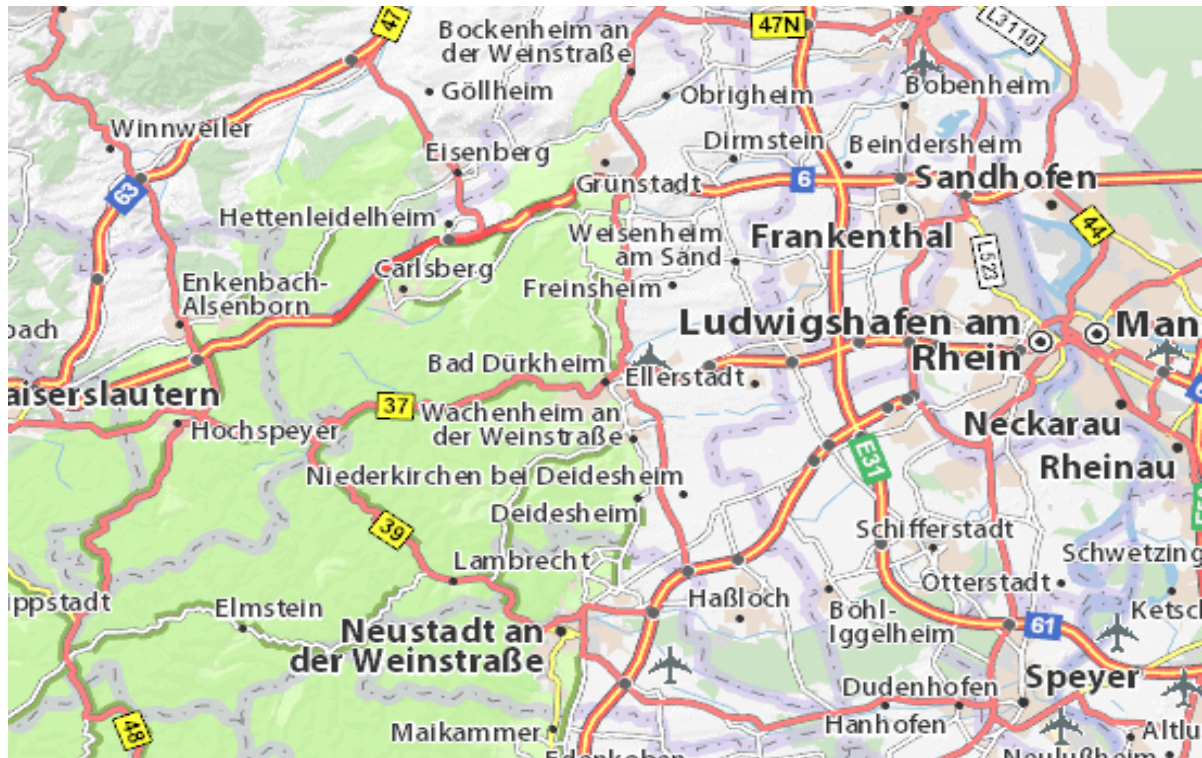 47
Bockenheim an
der Weinstraße
47N
L3110
Göllheim
Obrigheim
Bobenheim
Winnweiler
Eisenberg
Dirmstein
Beindersheim
63
Grünstadt
6
Sandhofen
Hettenleidelheim
Weisenheim
am Sand
Frankenthal
44
L523
Carlsberg
Enkenbach-
Alsenborn
Freinsheim
bach
Ludwigshafen am
Rhein
Man
Bad Dürkheim
Ellerstadt
aiserslautern
37
Wachenheim an
der Weinstraße
Hochspeyer
Neckarau
E31
Rheinau
Niederkirchen bei Deidesheim
Deidesheim
39
Schifferstadt
Lambrecht
Schwetzing
Otterstadt
ippstadt
Elmstein
Haßloch
Böhl-
Iggelheim
Ketsc
61
Neustadt an
der Weinstraße
Dudenhofen
Speyer
48
Maikammer
Hanhofen
Altlu
Edenkoben
Neulußheim